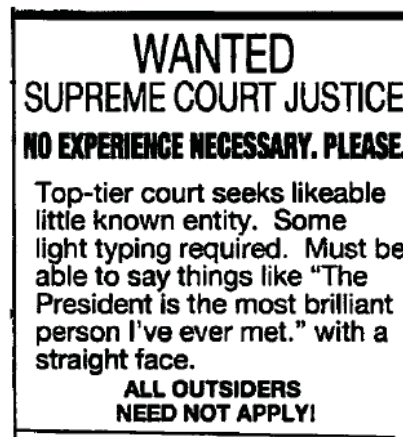 WANTED
SUPREME COURT JUSTICE
NO EXPERIENCE NECESSARY. PLEASE.
Top-tier court seeks likeable
little known entity. Some
light typing required. Must be
able to say things like “The
President is the most brilliant
person I've ever met.” with a
straight face.
ALL OUTSIDERS
NEED NOT APPLY!